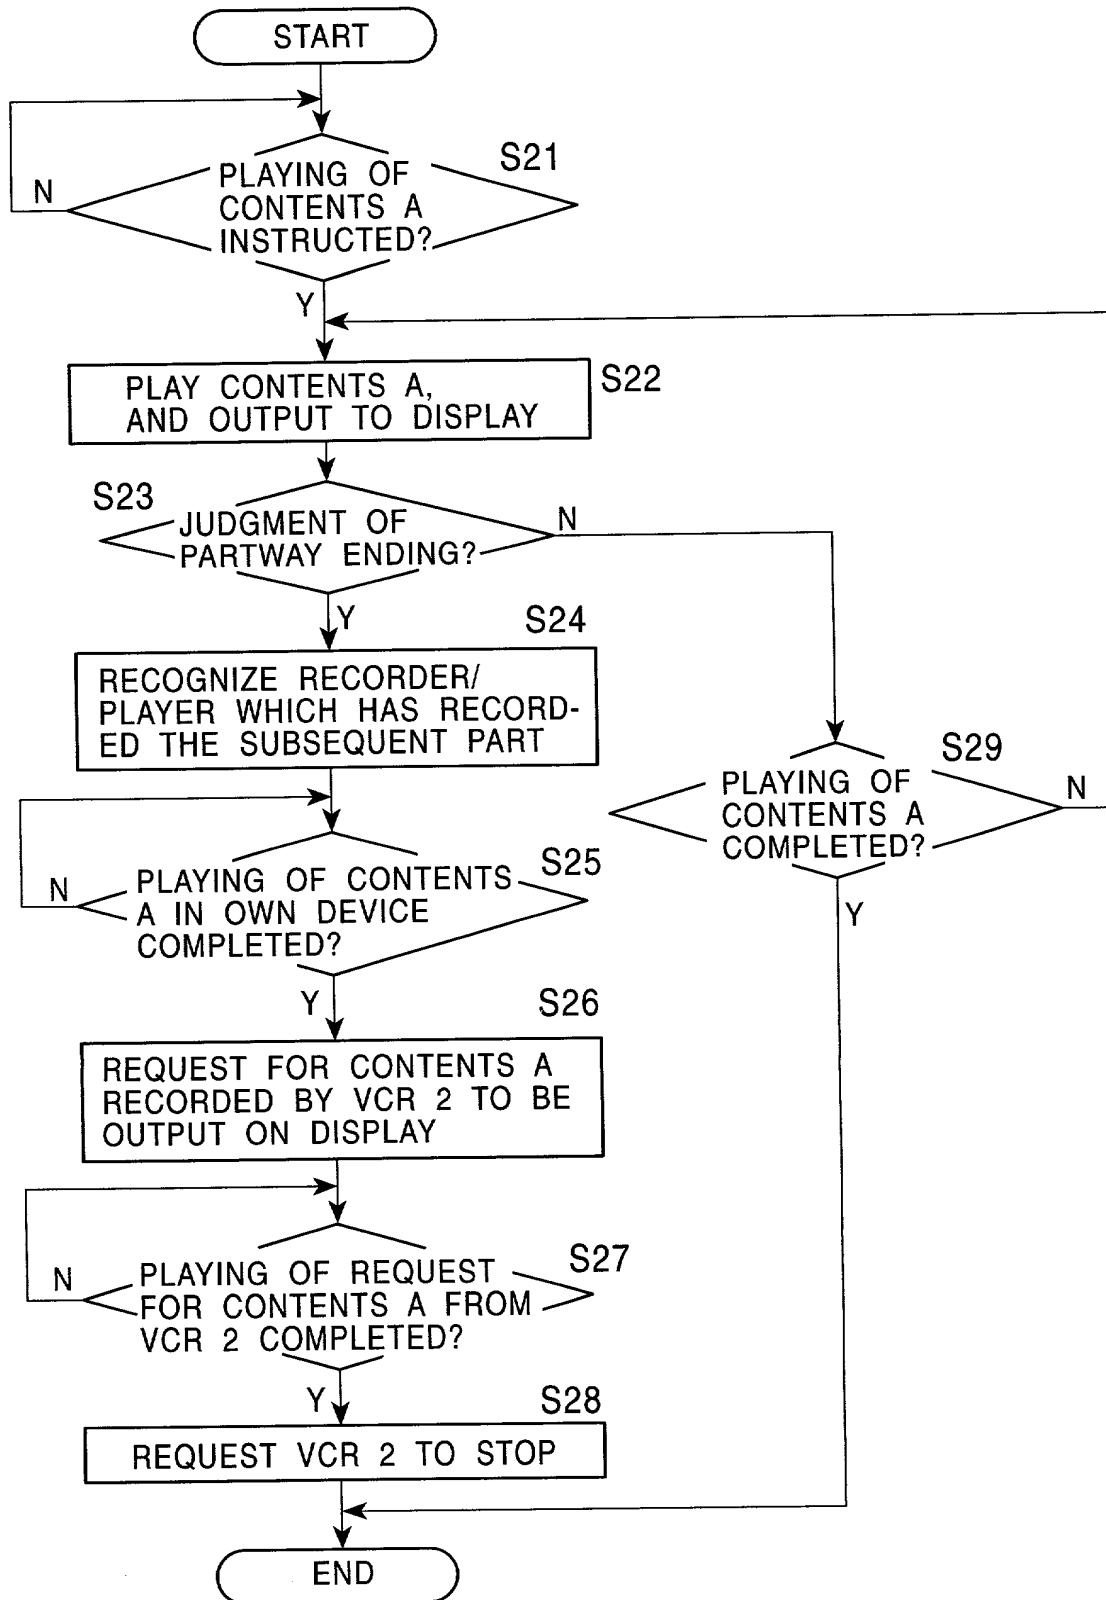 START
S21
PLAYING OF
CONTENTS A
INSTRUCTED?
N
Y
S22
PLAY CONTENTS A,
AND OUTPUT TO DISPLAY
S23
JUDGMENT OF
PARTWAY ENDING?
N
Y
S24
RECOGNIZE RECORDER/
PLAYER WHICH HAS RECORD-
ED THE SUBSEQUENT PART
S29
PLAYING OF
CONTENTS A
COMPLETED?
N
Y
S25
PLAYING OF CONTENTS
A IN OWN DEVICE
COMPLETED?
N
Y
S26
REQUEST FOR CONTENTS A
RECORDED BY VCR 2 TO BE
OUTPUT ON DISPLAY
S27
PLAYING OF REQUEST
FOR CONTENTS A FROM
VCR 2 COMPLETED?
N
Y
S28
REQUEST VCR 2 TO STOP
END